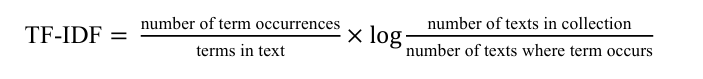 TF-IDF = number of term occurrences / terms in text × log number of texts in collection / number of texts where term occurs